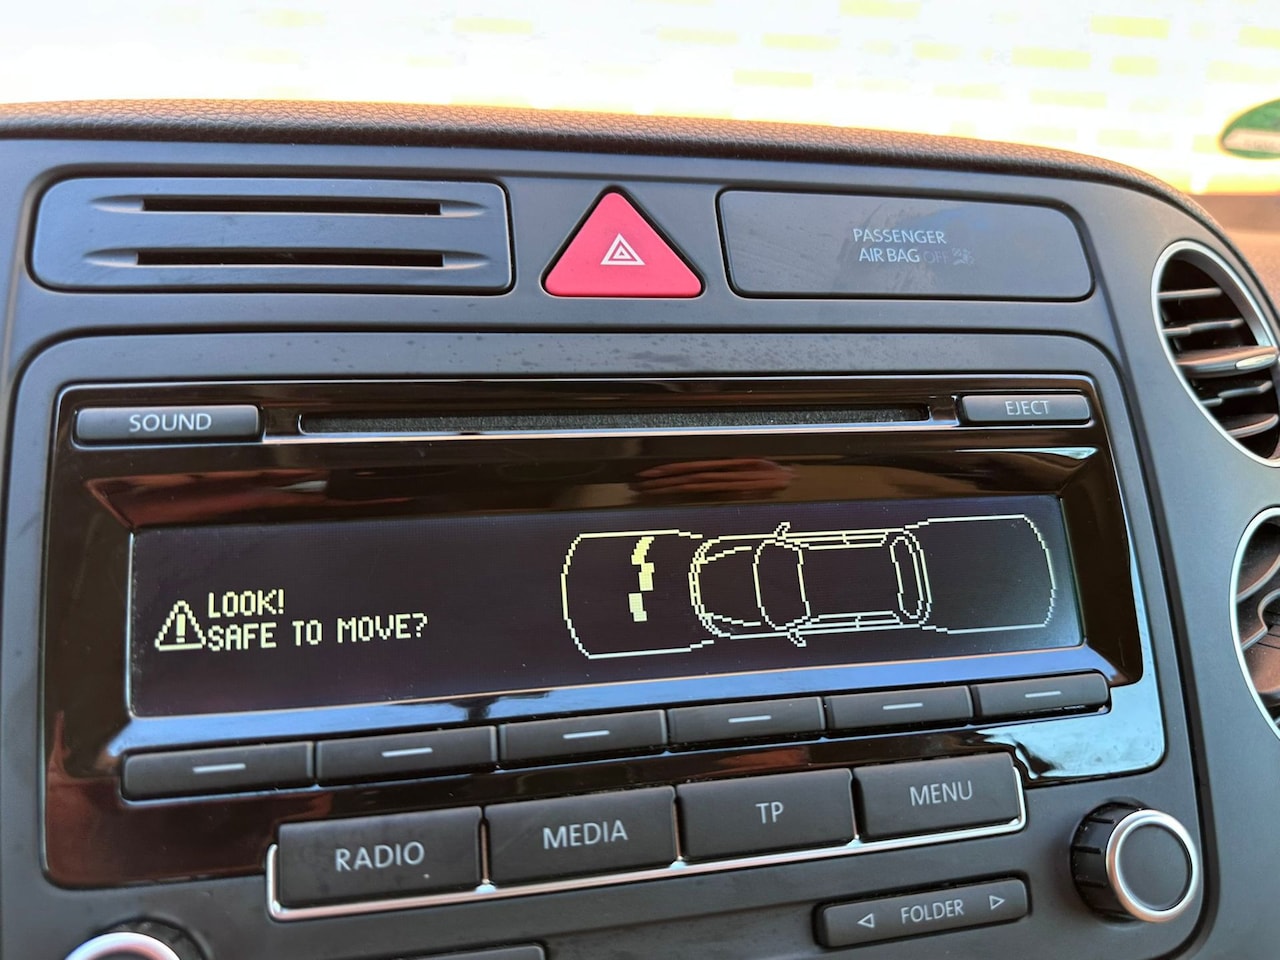 PASSENGER
AIR BAG OFF
SOUND
EJECT
LOOK!
SAFE TO MOVE?
RADIO
MEDIA
TP
MENU
FOLDER